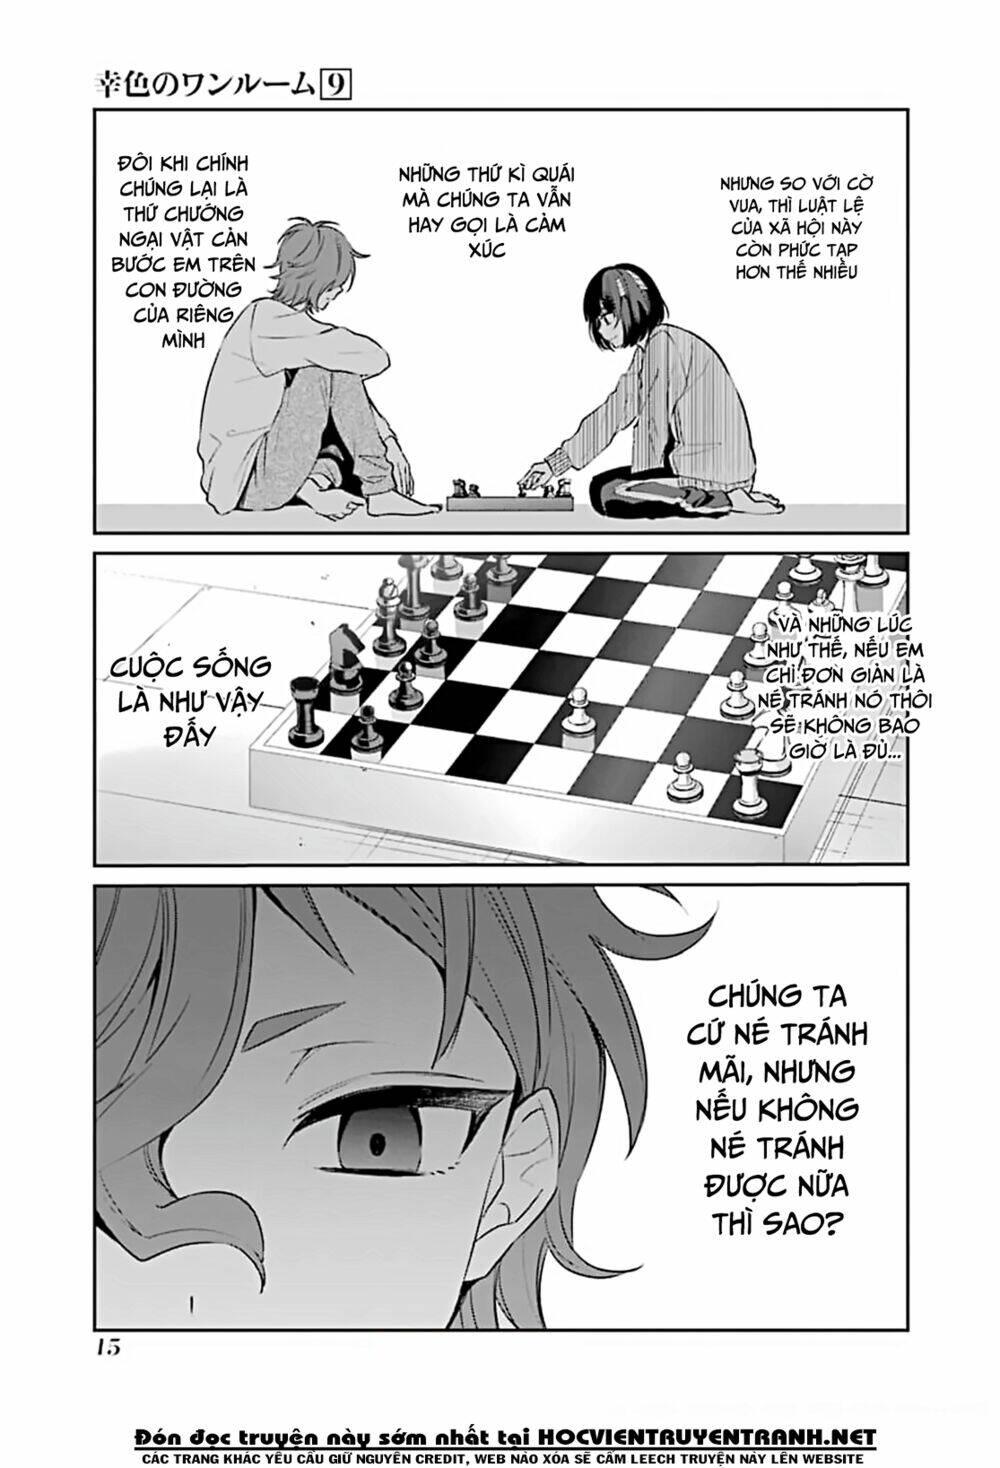 幸色のワンルーム 9
NHƯNG SO VỚI CỜ
VUA, THÌ LUẬT LỆ
CỦA XÃ HỘI NÀY
CÒN PHỨC TẠP
HƠN THẾ NHIỀU
NHỮNG THỨ KÌ QUÁI
MÀ CHÚNG TA VẪN
HAY GỌI LÀ CẢM
XÚC
ĐÔI KHI CHÍNH
CHÚNG LẠI LÀ
THỨ CHƯỚNG
NGẠI VẬT CẢN
BƯỚC EM TRÊN
CON ĐƯỜNG
CỦA RIÊNG
MÌNH
VÀ NHỮNG LÚC
NHƯ THẾ, NẾU EM
CHỈ ĐƠN GIẢN LÀ
NÉ TRÁNH NÓ THÔI
SẼ KHÔNG BAO
GIỜ LÀ ĐỦ...
CUỘC SỐNG
LÀ NHƯ VẬY
ĐẤY
CHÚNG TA
CỨ NÉ TRÁNH
MÃI, NHƯNG
NẾU KHÔNG
NÉ TRÁNH
ĐƯỢC NỮA
THÌ SAO?
15
Đón đọc truyện này sớm nhất tại HOCVIENTRUYENTRANH.NET
CÁC TRANG KHÁC YÊU CẦU GIỮ NGUYÊN CREDIT, WEB NÀO XÓA SẼ CẤM LEECH TRUYỆN NÀY LÊN WEBSITE